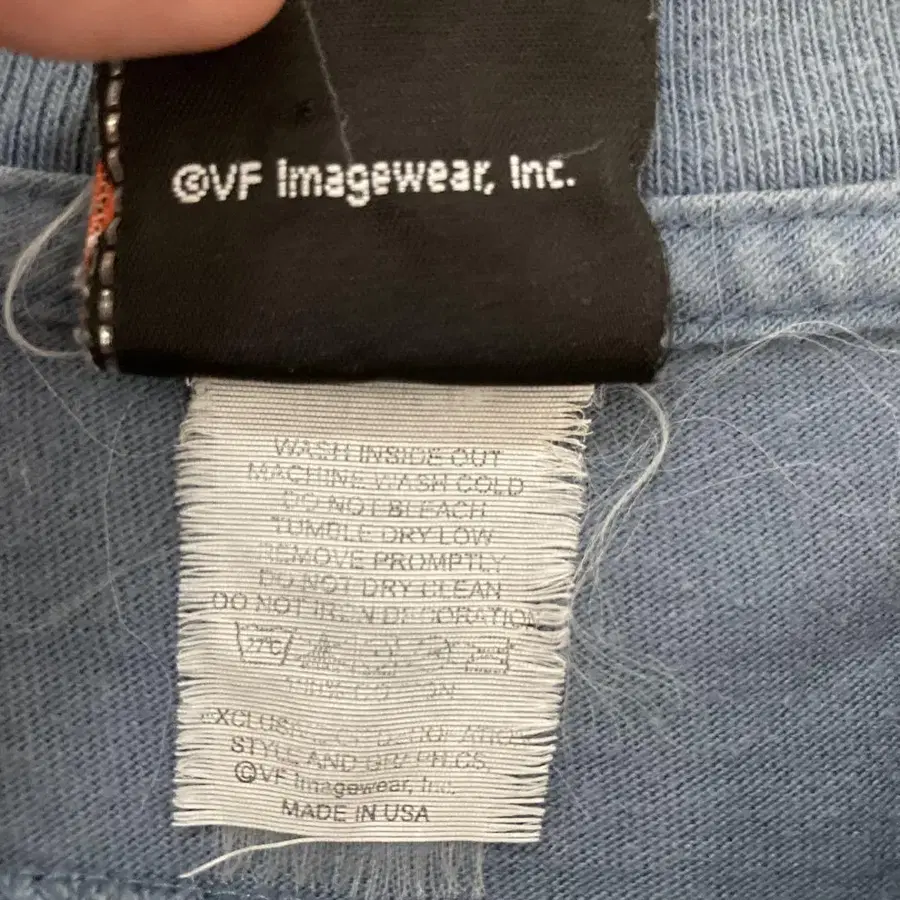 ©VF Imagewear, Inc.
WASH INSIDE OUT
MACHINE WASH COLD
DO NOT BLEACH
TUMBLE DRY LOW
REMOVE PROMPTLY
DO NOT DRY CLEAN
DO NOT IRON DECORATION
STYLE AND GRAPHICS,
©VF Imagewear, Inc.
MADE IN USA